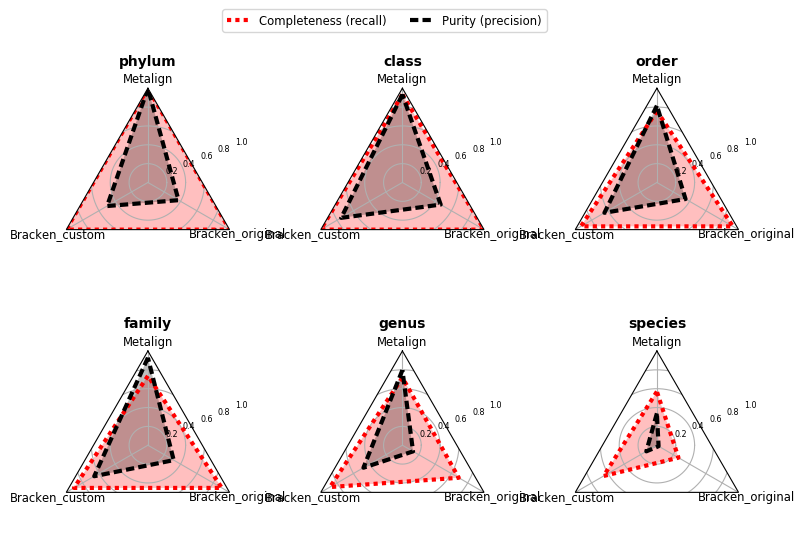 Completeness (recall) Purity (precision)
phylum class order
Metalign Metalign Metalign
1.0 1.0 1.0
0.8 0.8 0.8
0.6 0.6 0.6
0.4 0.4 0.4
0.2 0.2 0.2
Bracken_custom Bracken_original Bracken_custom Bracken_original Bracken_custom Bracken_original
family genus species
Metalign Metalign Metalign
1.0 1.0 1.0
0.8 0.8 0.8
0.6 0.6 0.6
0.4 0.4 0.4
0.2 0.2 0.2
Bracken_custom Bracken_original Bracken_custom Bracken_original Bracken_custom Bracken_original